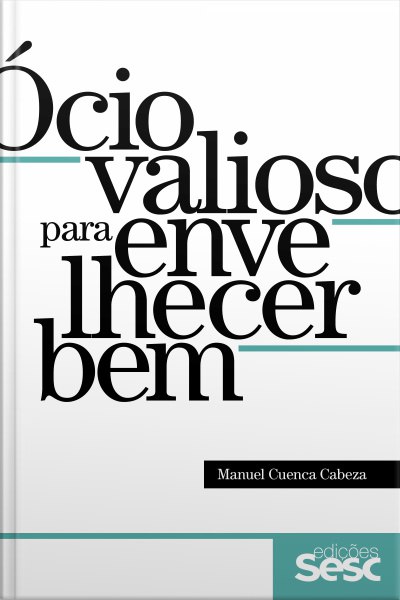 Ócio
valioso
para enve
lhecer
bem
Manuel Cuenca Cabeza
edições
Sesc